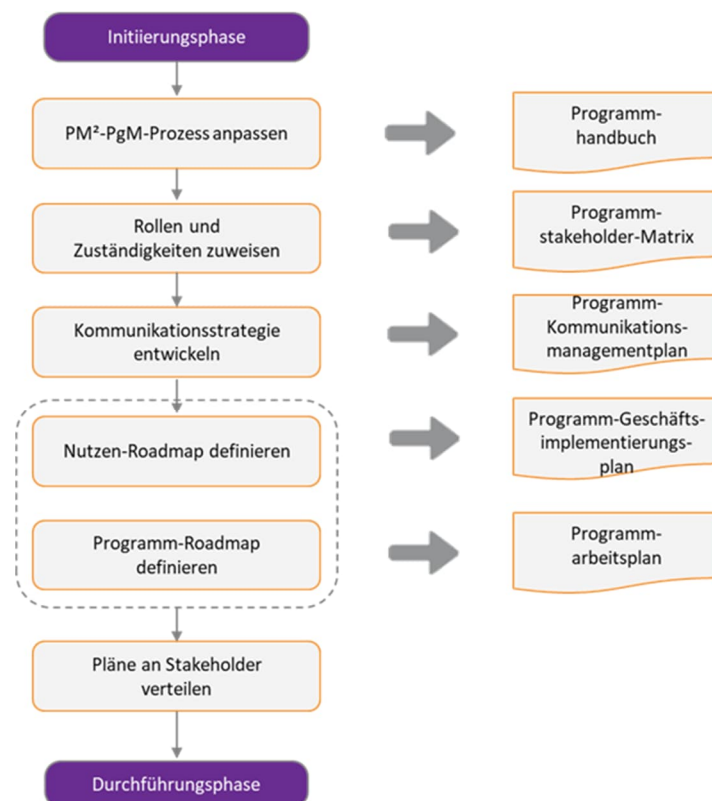 Initiierungsphase
PM²-PgM-Prozess anpassen
Programm-
handbuch
Rollen und
Zuständigkeiten zuweisen
Programm-
stakeholder-Matrix
Kommunikationsstrategie
entwickeln
Programm-
Kommunikations-
managementplan
Nutzen-Roadmap definieren
Programm-Geschäfts-
implementierungs-
plan
Programm-Roadmap
definieren
Programm-
arbeitsplan
Pläne an Stakeholder
verteilen
Durchführungsphase